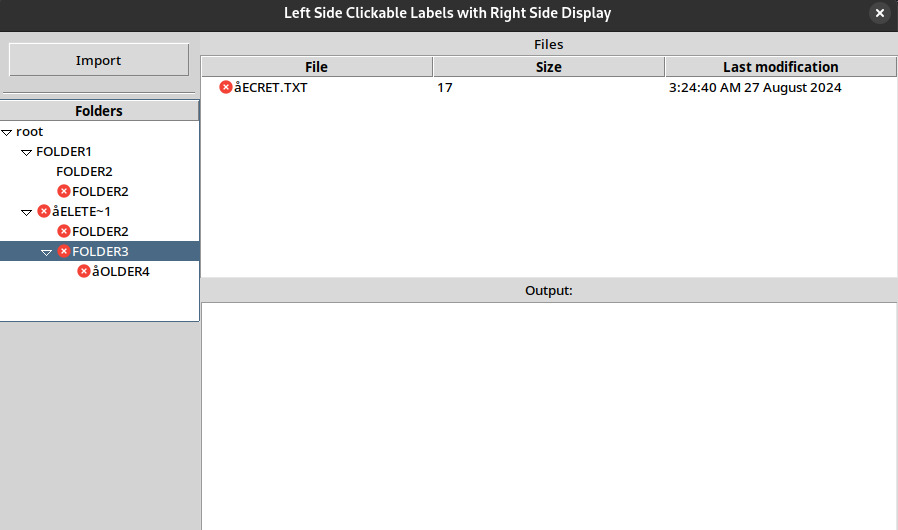 Left Side Clickable Labels with Right Side Display
Import
Folders
root
FOLDER1
FOLDER2
FOLDER2
åELETE~1
FOLDER2
FOLDER3
åOLDER4
Files
File Size Last modification
åECRET.TXT 17 3:24:40 AM 27 August 2024
Output: